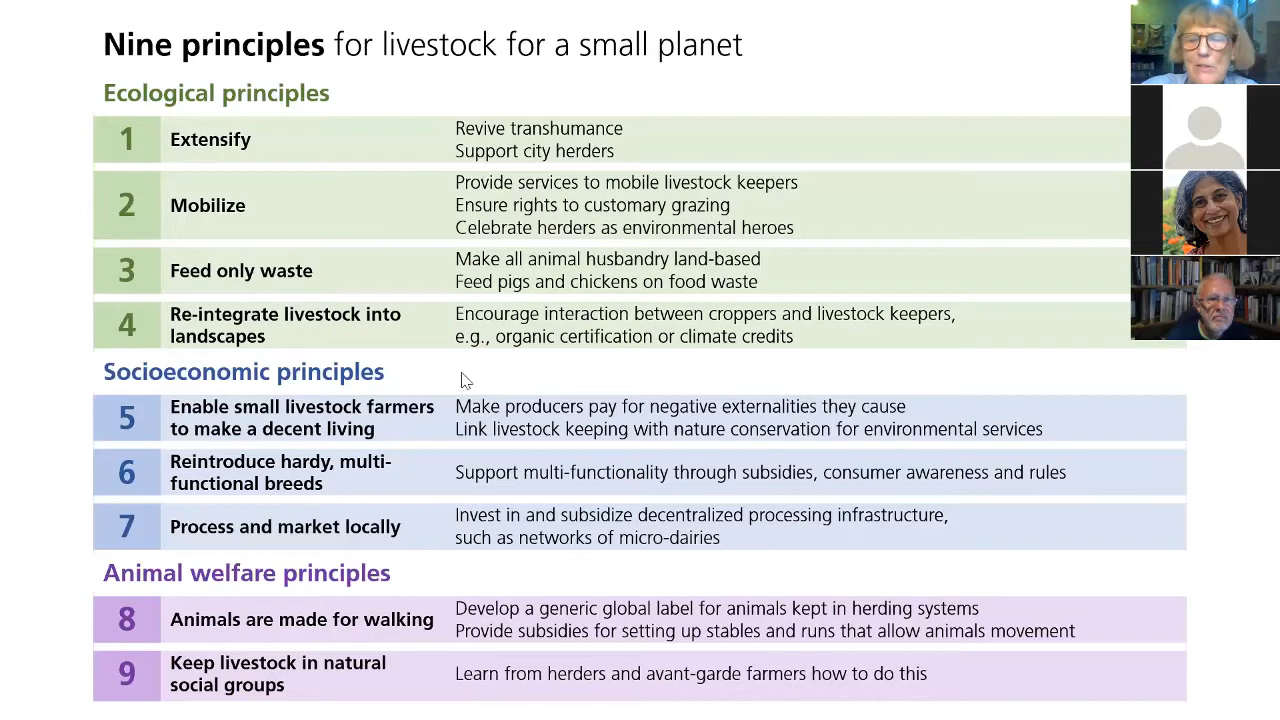 Nine principles for livestock for a small planet
Ecological principles
1
Extensify
Revive transhumance
Support city herders
2
Mobilize
Provide services to mobile livestock keepers
Ensure rights to customary grazing
Celebrate herders as environmental heroes
3
Feed only waste
Make all animal husbandry land-based
Feed pigs and chickens on food waste
4
Re-integrate livestock into
landscapes
Encourage interaction between croppers and livestock keepers,
e.g., organic certification or climate credits
Socioeconomic principles
5
Enable small livestock farmers
to make a decent living
Make producers pay for negative externalities they cause
Link livestock keeping with nature conservation for environmental services
6
Reintroduce hardy, multi-
functional breeds
Support multi-functionality through subsidies, consumer awareness and rules
7
Process and market locally
Invest in and subsidize decentralized processing infrastructure,
such as networks of micro-dairies
Animal welfare principles
8
Animals are made for walking
Develop a generic global label for animals kept in herding systems
Provide subsidies for setting up stables and runs that allow animals movement
9
Keep livestock in natural
social groups
Learn from herders and avant-garde farmers how to do this